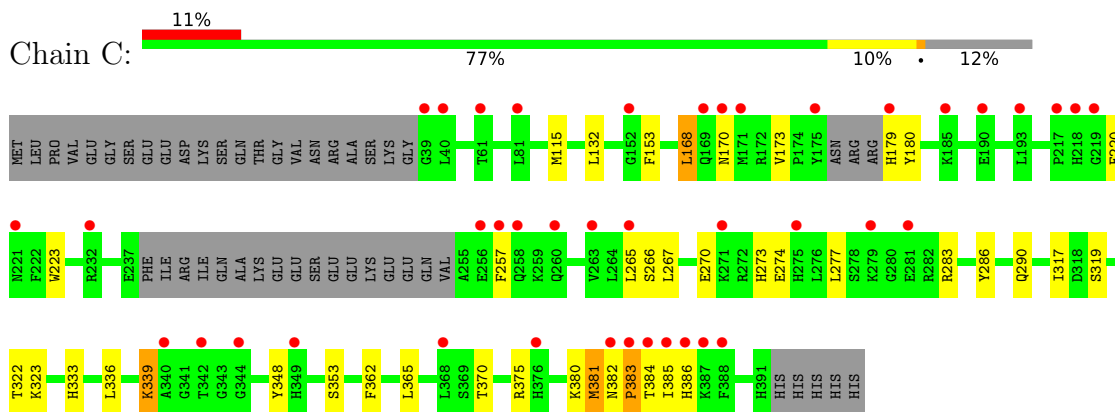 11%
Chain C:
77% 10% • 12%
MET LEU PRO VAL GLU GLY SER GLU GLU ASP LYS SER GLN THR GLY VAL ASN ARG ALA SER LYS GLY G39 L40 T61 L81 M115 L132 G152 F153 L168 Q169 N170 M171 R172 V173 P174 Y175 ASN ARG ARG H179 Y180 K185 E190 L193 P217 H218 G219 E220
N221 F222 W223 R232 E237 PHE ILE ARG ILE GLN ALA LYS GLU GLU SER GLU GLU LYS GLU GLU GLN VAL A255 E256 F257 Q258 K259 Q260 V263 L264 L265 S266 L267 E270 K271 R272 H273 E274 H275 L276 L277 S278 K279 G280 E281 R282 R283 Y286 Q290 I317 D318 S319
T322 K323 H333 L336 K339 A340 G341 T342 G343 G344 Y348 H349 S353 F362 L365 L368 S369 T370 R375 H376 K380 M381 N382 P383 T384 I385 H386 K387 F388 H391 HIS HIS HIS HIS HIS